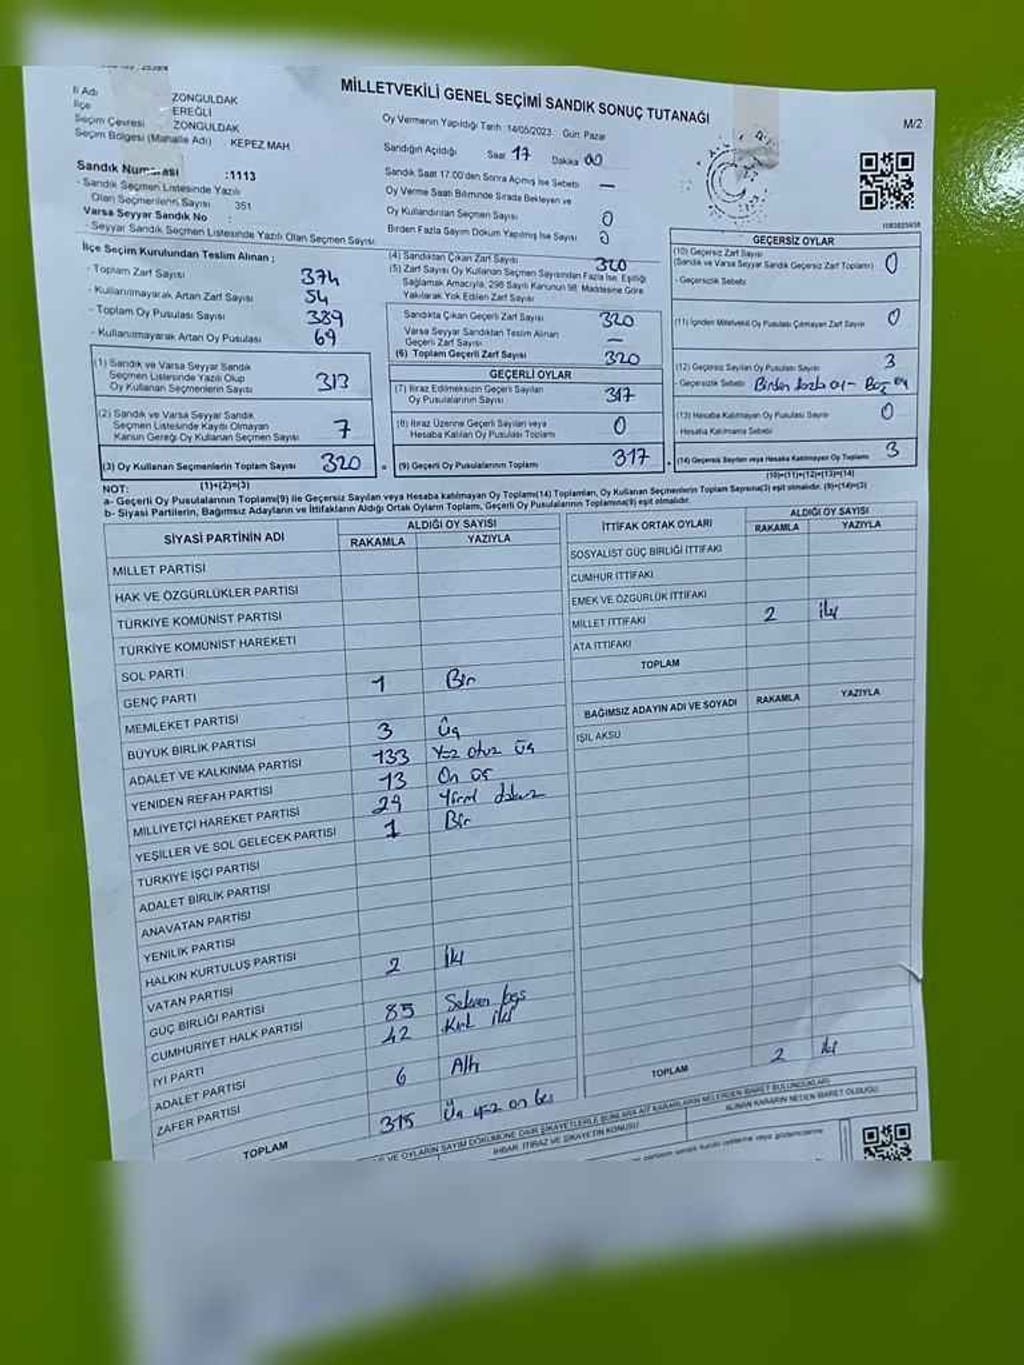 MİLLETVEKİLİ GENEL SEÇİMİ SANDIK SONUÇ TUTANAĞI
M/2
İl Adı ZONGULDAK
İlçe EREĞLİ
Seçim Çevresi ZONGULDAK
Seçim Bölgesi (Mahalle Adı) KEPEZ MAH
Oy Vermenin Yapıldığı Tarih: 14/05/2023 Gün: Pazar
Sandığın Açıldığı Saat 17 Dakika 00
Sandık Saat 17.00'den Sonra Açılmış İse Sebebi —
Oy Verme Saati Bitiminde Sırada Bekleyen ve
Oy Kullandırılan Seçmen Sayısı 0
Birden Fazla Sayım Döküm Yapılmış İse Sayısı 0
Sandık Numarası :1113
- Sandık Seçmen Listesinde Yazılı
Olan Seçmenlerin Sayısı 351
Varsa Seyyar Sandık No :
- Seyyar Sandık Seçmen Listesinde Yazılı Olan Seçmen Sayısı
İlçe Seçim Kurulundan Teslim Alınan ;
- Toplam Zarf Sayısı 374
- Kullanılmayarak Artan Zarf Sayısı 54
- Toplam Oy Pusulası Sayısı 389
- Kullanılmayarak Artan Oy Pusulası 69
(1) Sandık ve Varsa Seyyar Sandık
Seçmen Listesinde Yazılı Olup
Oy Kullanan Seçmenlerin Sayısı 313
(2) Sandık ve Varsa Seyyar Sandık
Seçmen Listesinde Kaydı Olmayan
Kanun Gereği Oy Kullanan Seçmen Sayısı 7
(3) Oy Kullanan Seçmenlerin Toplam Sayısı 320
(1)+(2)=(3)
(4) Sandıktan Çıkan Zarf Sayısı 320
(5) Zarf Sayısı Oy Kullanan Seçmen Sayısından Fazla İse, Eşitliği
Sağlamak Amacıyla, 298 Sayılı Kanunun 98. Maddesine Göre
Yakılarak Yok Edilen Zarf Sayısı
Sandıkta Çıkan Geçerli Zarf Sayısı 320
Varsa Seyyar Sandıktan Teslim Alınan
Geçerli Zarf Sayısı —
(6) Toplam Geçerli Zarf Sayısı 320
GEÇERLİ OYLAR
(7) İtiraz Edilmeksizin Geçerli Sayılan
Oy Pusulalarının Sayısı 317
(8) İtiraz Üzerine Geçerli Sayılan veya
Hesaba Katılan Oy Pusulası Toplamı 0
(9) Geçerli Oy Pusulalarının Toplamı 317
GEÇERSİZ OYLAR
(10) Geçersiz Zarf Sayısı
(Sandık ve Varsa Seyyar Sandık Geçersiz Zarf Toplamı) 0
- Geçersizlik Sebebi
(11) İçinden Milletvekili Oy Pusulası Çıkmayan Zarf Sayısı 0
(12) Geçersiz Sayılan Oy Pusulası Sayısı 3
- Geçersizlik Sebebi Birden fazla oy - Boş oy
(13) Hesaba Katılmayan Oy Pusulası Sayısı 0
Hesaba Katılmama Sebebi
(14) Geçersiz Sayılan veya Hesaba Katılmayan Oy Toplamı 3
(10)+(11)+(12)+(13)=(14)
NOT:
a- Geçerli Oy Pusulalarının Toplamı(9) ile Geçersiz Sayılan veya Hesaba katılmayan Oy Toplamı(14) Toplamları, Oy Kullanan Seçmenlerin Toplam Sayısına(3) eşit olmalıdır. (9)+(14)=(3)
b- Siyasi Partilerin, Bağımsız Adayların ve İttifakların Aldığı Ortak Oyların Toplamı, Geçerli Oy Pusulalarının Toplamına(9) eşit olmalıdır.
SİYASİ PARTİNİN ADI ALDIĞI OY SAYISI
RAKAMLA YAZIYLA
MİLLET PARTİSİ
HAK VE ÖZGÜRLÜKLER PARTİSİ
TÜRKİYE KOMÜNİST PARTİSİ
TÜRKİYE KOMÜNİST HAREKETİ
SOL PARTİ
GENÇ PARTİ 1 Bir
MEMLEKET PARTİSİ
BÜYÜK BİRLİK PARTİSİ 3 Üç
ADALET VE KALKINMA PARTİSİ 133 Yüz otuz üç
YENİDEN REFAH PARTİSİ 13 On üç
MİLLİYETÇİ HAREKET PARTİSİ 29 Yirmi dokuz
YEŞİLLER VE SOL GELECEK PARTİSİ 1 Bir
TÜRKİYE İŞÇİ PARTİSİ
ADALET BİRLİK PARTİSİ
ANAVATAN PARTİSİ
YENİLİK PARTİSİ
HALKIN KURTULUŞ PARTİSİ
VATAN PARTİSİ 2 İki
GÜÇ BİRLİĞİ PARTİSİ
CUMHURİYET HALK PARTİSİ 85 Seksen beş
İYİ PARTİ 42 Kırk iki
ADALET PARTİSİ
ZAFER PARTİSİ 6 Altı
TOPLAM 315 Üç yüz on beş
İTTİFAK ORTAK OYLARI ALDIĞI OY SAYISI
RAKAMLA YAZIYLA
SOSYALİST GÜÇ BİRLİĞİ İTTİFAKI
CUMHUR İTTİFAKI
EMEK VE ÖZGÜRLÜK İTTİFAKI
MİLLET İTTİFAKI 2 iki
ATA İTTİFAKI
TOPLAM
BAĞIMSIZ ADAYIN ADI VE SOYADI RAKAMLA YAZIYLA
IŞIL AKSU
TOPLAM 2 iki
VE OYLARIN SAYIM DÖKÜMÜNE DAİR ŞİKAYETLERLE BUNLARA AİT KARARLARIN NELERDEN İBARET BULUNDUKLARI
İHBAR, İTİRAZ VE ŞİKAYETİN KONUSU
ALINAN KARARIN NEDEN İBARET OLDUĞU